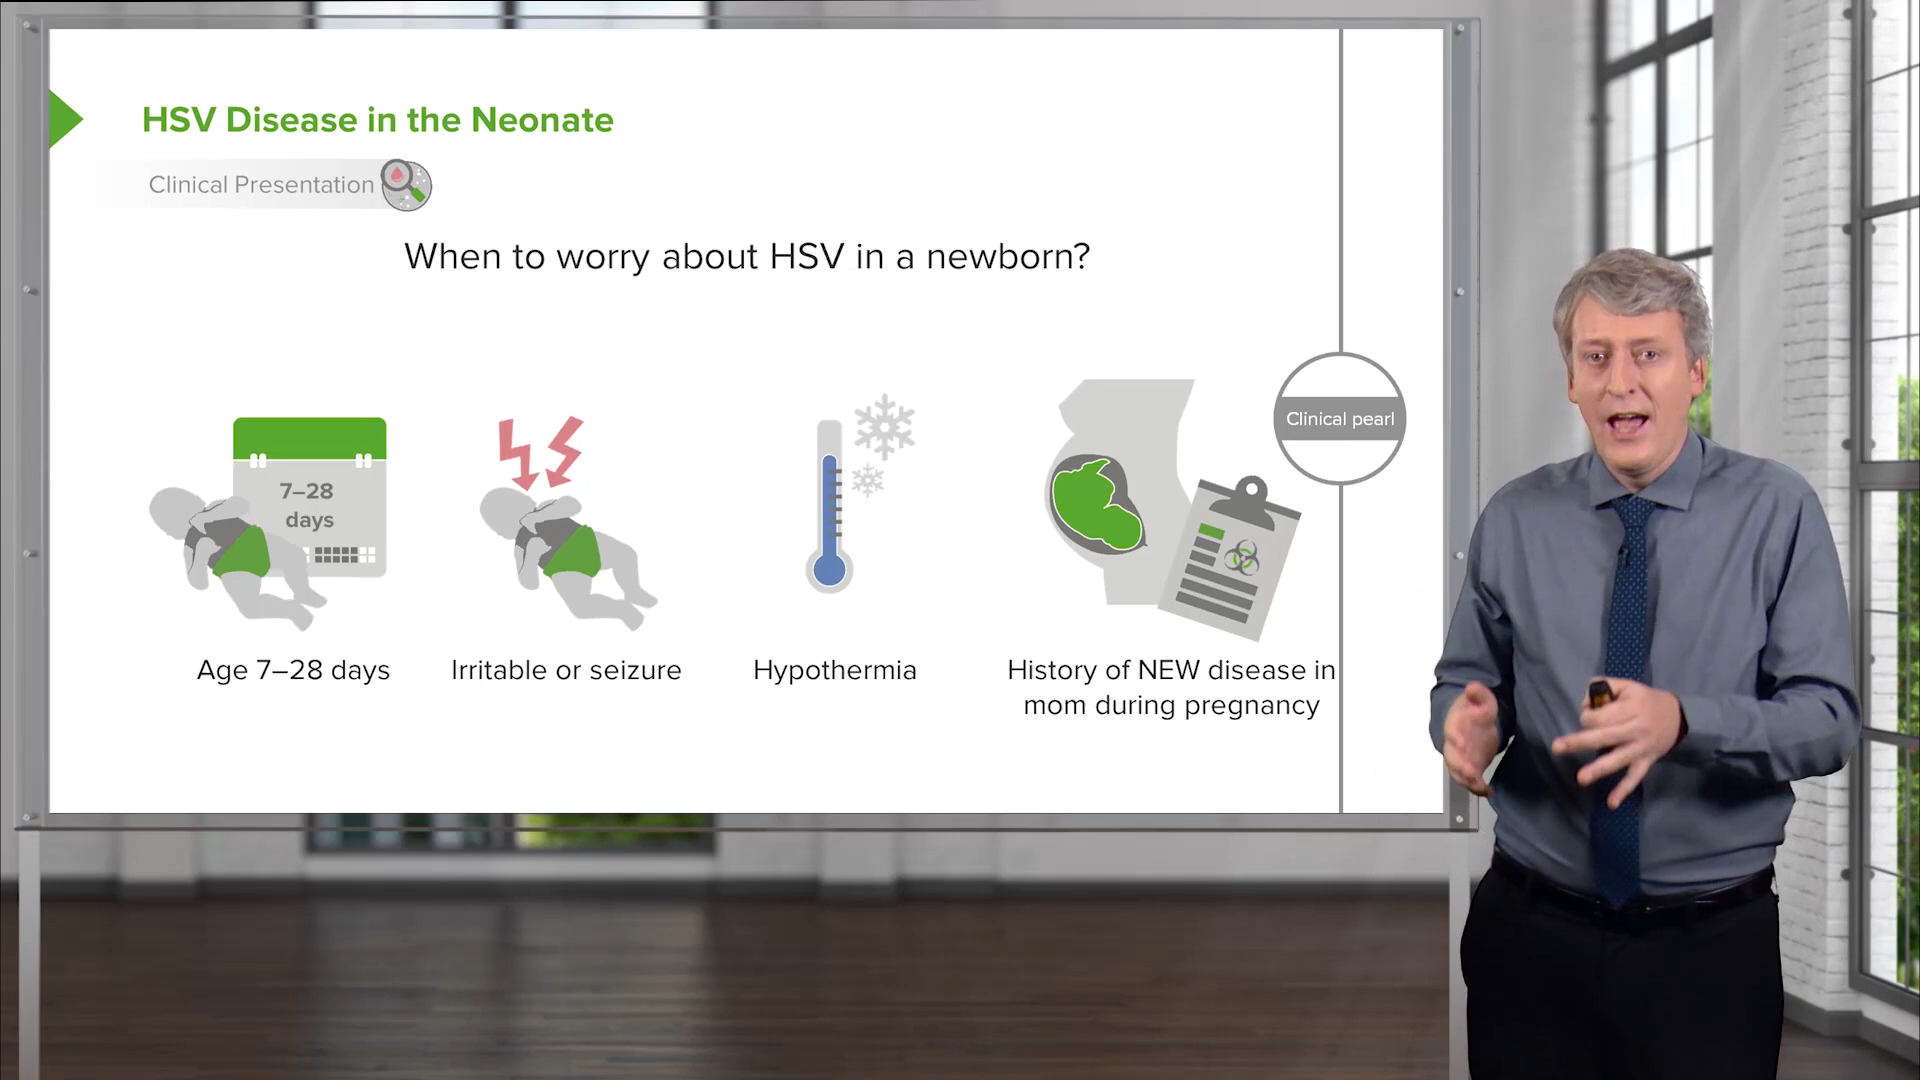 HSV Disease in the Neonate
Clinical Presentation
When to worry about HSV in a newborn?
Clinical pearl
7–28
days
Age 7–28 days
Irritable or seizure
Hypothermia
History of NEW disease in
mom during pregnancy